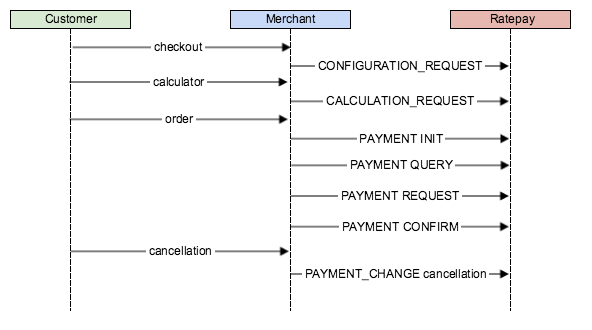 Customer
Merchant
Ratepay
checkout
CONFIGURATION_REQUEST
calculator
CALCULATION_REQUEST
order
PAYMENT INIT
PAYMENT QUERY
PAYMENT REQUEST
PAYMENT CONFIRM
cancellation
PAYMENT_CHANGE cancellation